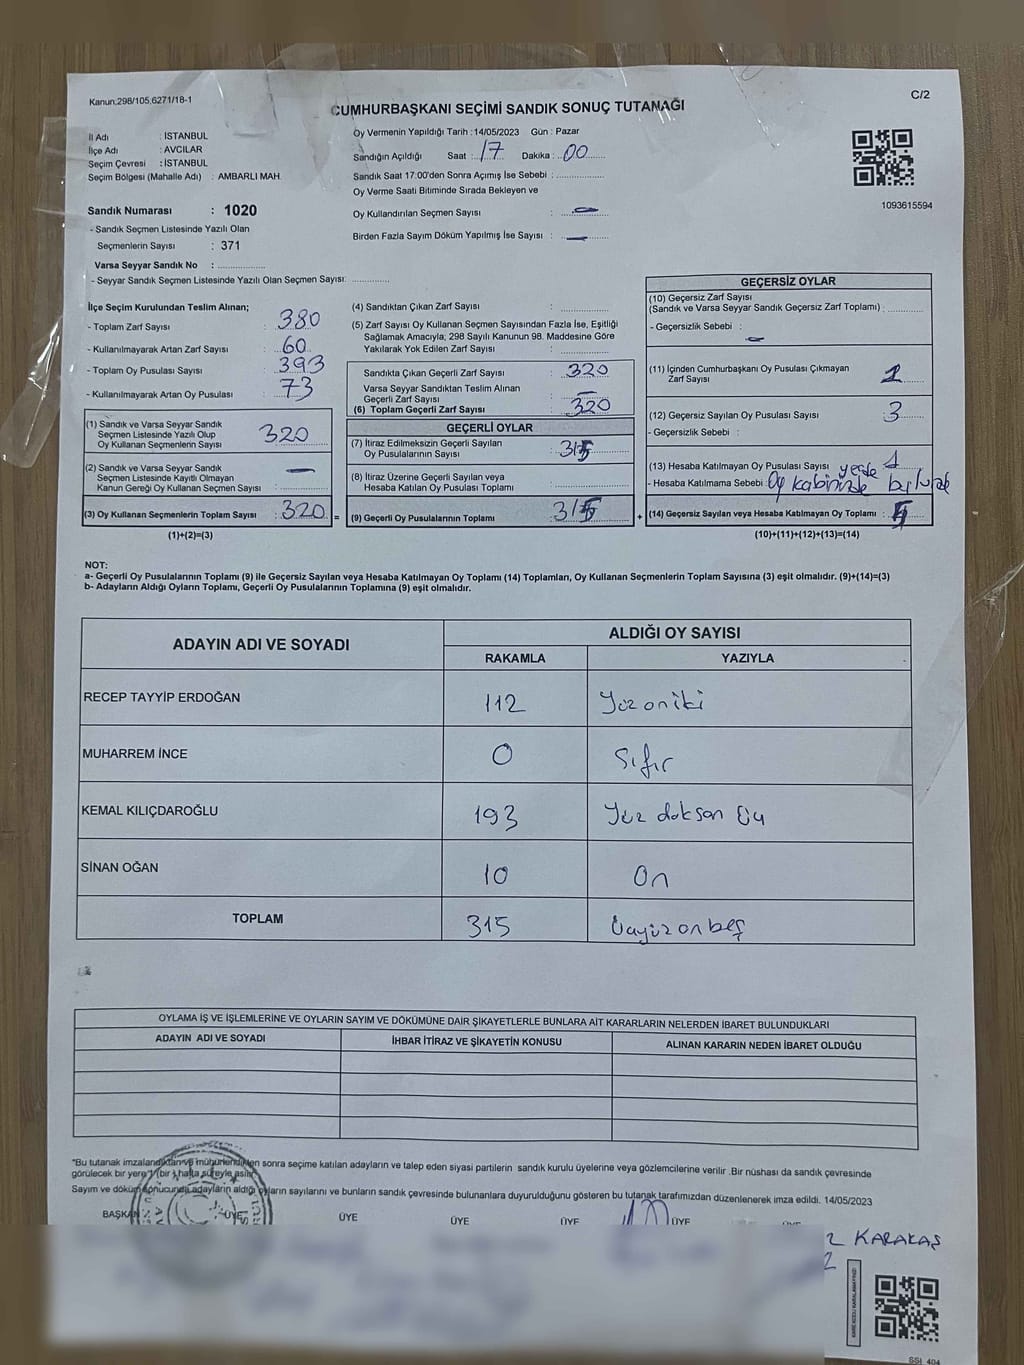 Kanun:298/105,6271/18-1
C/2
CUMHURBAŞKANI SEÇİMİ SANDIK SONUÇ TUTANAĞI
İl Adı : İSTANBUL
İlçe Adı : AVCILAR
Seçim Çevresi : İSTANBUL
Seçim Bölgesi (Mahalle Adı) : AMBARLI MAH.
Oy Vermenin Yapıldığı Tarih : 14/05/2023 Gün : Pazar
Sandığın Açıldığı Saat : 17 Dakika : 00
Sandık Saat 17:00'den Sonra Açımış İse Sebebi :
Oy Verme Saati Bitiminde Sırada Bekleyen ve
Oy Kullandırılan Seçmen Sayısı : —
Birden Fazla Sayım Döküm Yapılmış İse Sayısı : —
1093615594
Sandık Numarası : 1020
- Sandık Seçmen Listesinde Yazılı Olan
Seçmenlerin Sayısı : 371
Varsa Seyyar Sandık No :
- Seyyar Sandık Seçmen Listesinde Yazılı Olan Seçmen Sayısı:
İlçe Seçim Kurulundan Teslim Alınan;
- Toplam Zarf Sayısı : 380
- Kullanılmayarak Artan Zarf Sayısı : 60
- Toplam Oy Pusulası Sayısı : 393
- Kullanılmayarak Artan Oy Pusulası : 73
(1) Sandık ve Varsa Seyyar Sandık
Seçmen Listesinde Yazılı Olup
Oy Kullanan Seçmenlerin Sayısı 320
(2) Sandık ve Varsa Seyyar Sandık
Seçmen Listesinde Kayıtlı Olmayan
Kanun Gereği Oy Kullanan Seçmen Sayısı : —
(3) Oy Kullanan Seçmenlerin Toplam Sayısı : 320
(1)+(2)=(3)
=
(4) Sandıktan Çıkan Zarf Sayısı :
(5) Zarf Sayısı Oy Kullanan Seçmen Sayısından Fazla İse, Eşitliği
Sağlamak Amacıyla; 298 Sayılı Kanunun 98. Maddesine Göre
Yakılarak Yok Edilen Zarf Sayısı :
Sandıkta Çıkan Geçerli Zarf Sayısı : 320
Varsa Seyyar Sandıktan Teslim Alınan
Geçerli Zarf Sayısı : —
(6) Toplam Geçerli Zarf Sayısı : 320
GEÇERLİ OYLAR
(7) İtiraz Edilmeksizin Geçerli Sayılan
Oy Pusulalarının Sayısı : 315
(8) İtiraz Üzerine Geçerli Sayılan veya
Hesaba Katılan Oy Pusulası Toplamı :
(9) Geçerli Oy Pusulalarının Toplamı : 315
+
GEÇERSİZ OYLAR
(10) Geçersiz Zarf Sayısı
(Sandık ve Varsa Seyyar Sandık Geçersiz Zarf Toplamı) :
- Geçersizlik Sebebi : —
(11) İçinden Cumhurbaşkanı Oy Pusulası Çıkmayan
Zarf Sayısı : 1
(12) Geçersiz Sayılan Oy Pusulası Sayısı : 3
- Geçersizlik Sebebi :
(13) Hesaba Katılmayan Oy Pusulası Sayısı 1
- Hesaba Katılmama Sebebi : Oy kabininde yerde bulundu
(14) Geçersiz Sayılan veya Hesaba Katılmayan Oy Toplamı : 5
(10)+(11)+(12)+(13)=(14)
NOT:
a- Geçerli Oy Pusulalarının Toplamı (9) ile Geçersiz Sayılan veya Hesaba Katılmayan Oy Toplamı (14) Toplamları, Oy Kullanan Seçmenlerin Toplam Sayısına (3) eşit olmalıdır. (9)+(14)=(3)
b- Adayların Aldığı Oyların Toplamı, Geçerli Oy Pusulalarının Toplamına (9) eşit olmalıdır.
ADAYIN ADI VE SOYADI
ALDIĞI OY SAYISI
RAKAMLA YAZIYLA
RECEP TAYYİP ERDOĞAN 112 Yüz oniki
MUHARREM İNCE 0 Sıfır
KEMAL KILIÇDAROĞLU 193 Yüz doksan üç
SİNAN OĞAN 10 On
TOPLAM 315 Üçyüz on beş
OYLAMA İŞ VE İŞLEMLERİNE VE OYLARIN SAYIM VE DÖKÜMÜNE DAİR ŞİKAYETLERLE BUNLARA AİT KARARLARIN NELERDEN İBARET BULUNDUKLARI
ADAYIN ADI VE SOYADI İHBAR İTİRAZ VE ŞİKAYETİN KONUSU ALINAN KARARIN NEDEN İBARET OLDUĞU
"Bu tutanak imzalandıktan ve mühürlendikten sonra seçime katılan adayların ve talep eden siyasi partilerin sandık kurulu üyelerine veya gözlemcilerine verilir .Bir nüshası da sandık çevresinde
görülecek bir yere 1 (bir) hafta süreyle asılır"
Sayım ve döküm sonucunda adayların aldığı oyların sayılarını ve bunların sandık çevresinde bulunanlara duyurulduğunu gösteren bu tutanak tarafımızdan düzenlenerek imza edildi. 14/05/2023
BAŞKAN ÜYE ÜYE ÜYE ÜYE ÜYE
KARAKAŞ
SSI_404